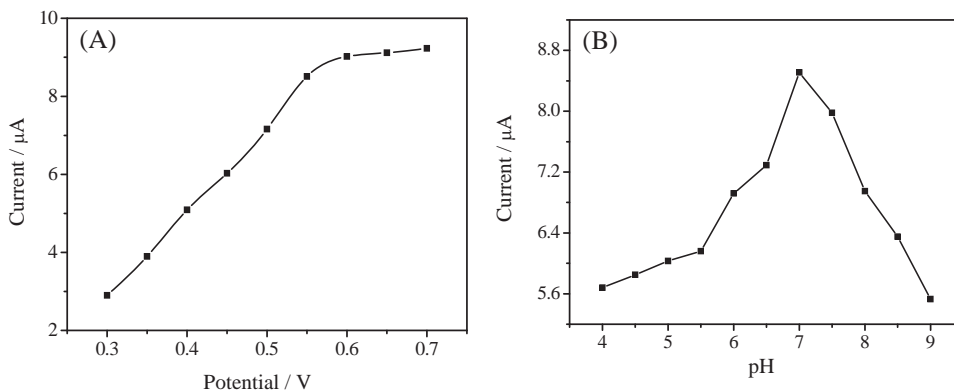 (A)
Current / μA
10
8
6
4
2
0.3 0.4 0.5 0.6 0.7
Potential / V
(B)
Current / μA
8.8
8.0
7.2
6.4
5.6
4 5 6 7 8 9
pH